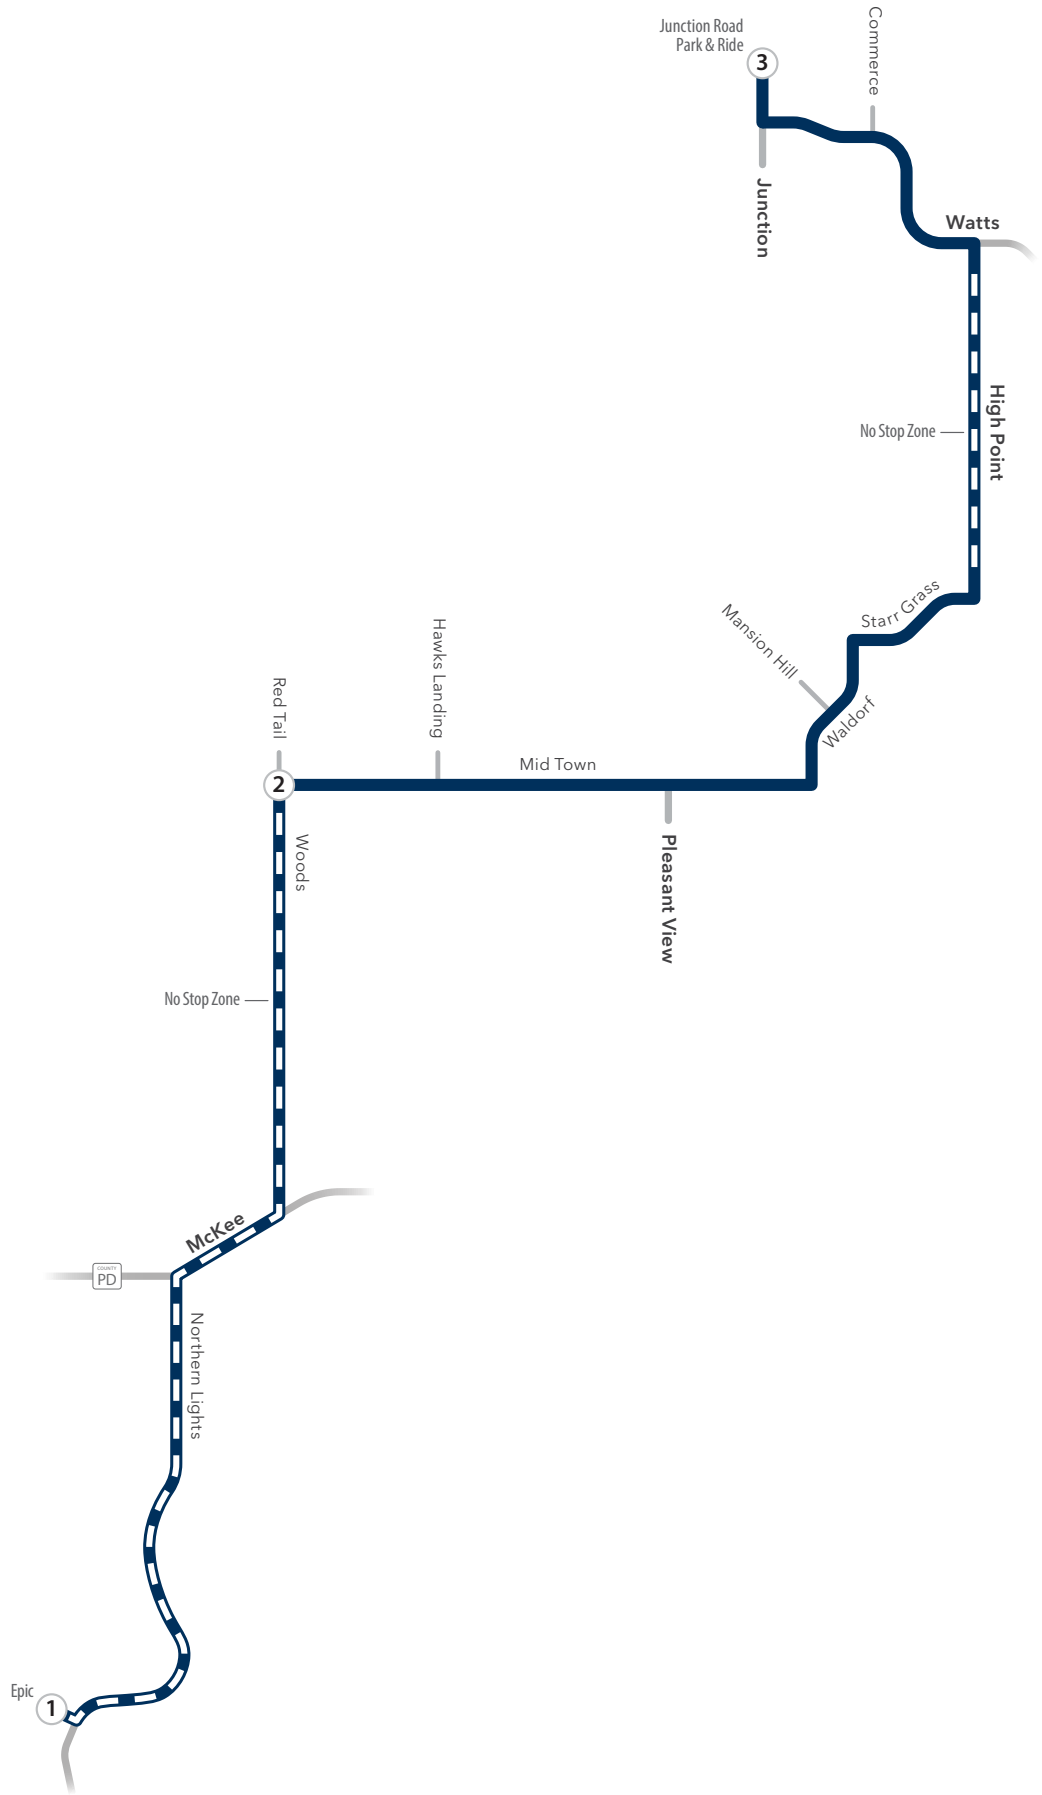 Junction Road
Park & Ride
3
Commerce
Junction
Watts
High Point
No Stop Zone
Starr Grass
Mansion Hill
Waldorf
Hawks Landing
Red Tail
Mid Town
2
Woods
Pleasant View
No Stop Zone
McKee
COUNTY
PD
Northern Lights
Epic
1